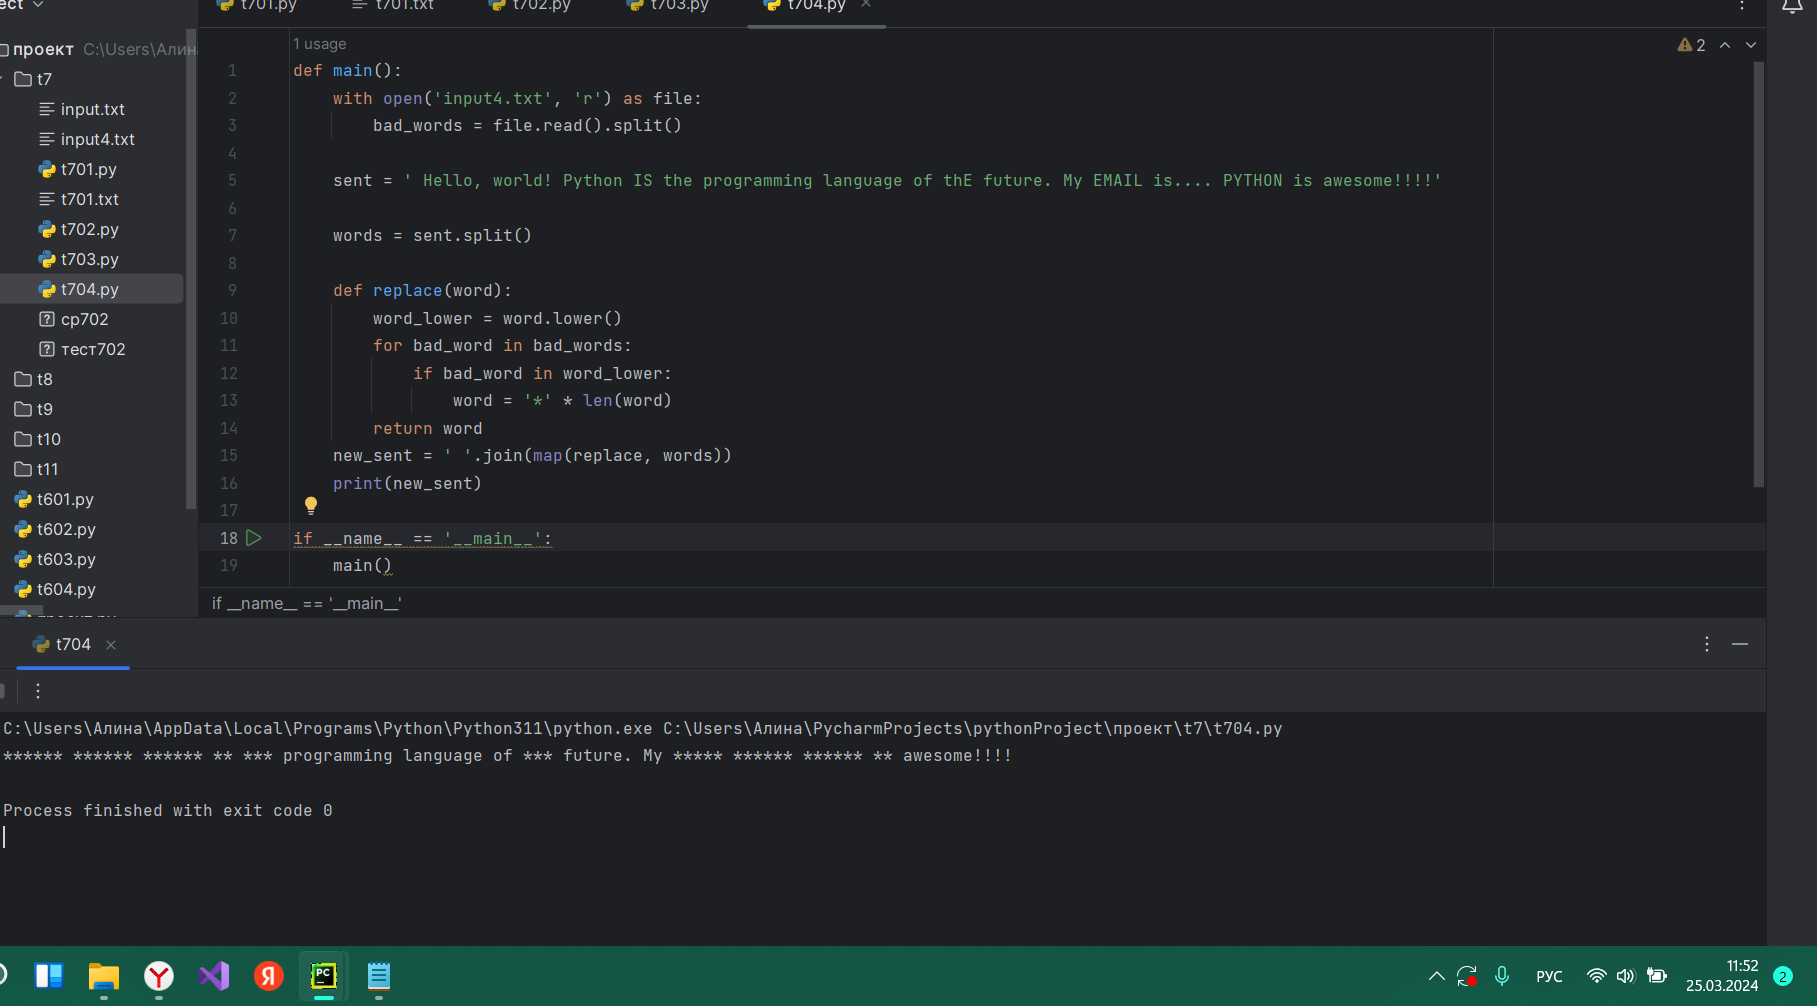 ект
t701.py
t701.txt
t702.py
t703.py
t704.py
проект C:\Users\Алина
t7
input.txt
input4.txt
t701.py
t701.txt
t702.py
t703.py
t704.py
ср702
тест702
t8
t9
t10
t11
t601.py
t602.py
t603.py
t604.py
1 usage
2
1 def main():
2 with open('input4.txt', 'r') as file:
3 bad_words = file.read().split()
4
5 sent = ' Hello, world! Python IS the programming language of thE future. My EMAIL is.... PYTHON is awesome!!!!'
6
7 words = sent.split()
8
9 def replace(word):
10 word_lower = word.lower()
11 for bad_word in bad_words:
12 if bad_word in word_lower:
13 word = '*' * len(word)
14 return word
15 new_sent = ' '.join(map(replace, words))
16 print(new_sent)
17
18 if __name__ == '__main__':
19 main()
if __name__ == '__main__'
t704
C:\Users\Алина\AppData\Local\Programs\Python\Python311\python.exe C:\Users\Алина\PycharmProjects\pythonProject\проект\t7\t704.py
****** ****** ****** ** *** programming language of *** future. My ***** ****** ****** ** awesome!!!!
Process finished with exit code 0
Я
PC
РУС
11:52
25.03.2024
2